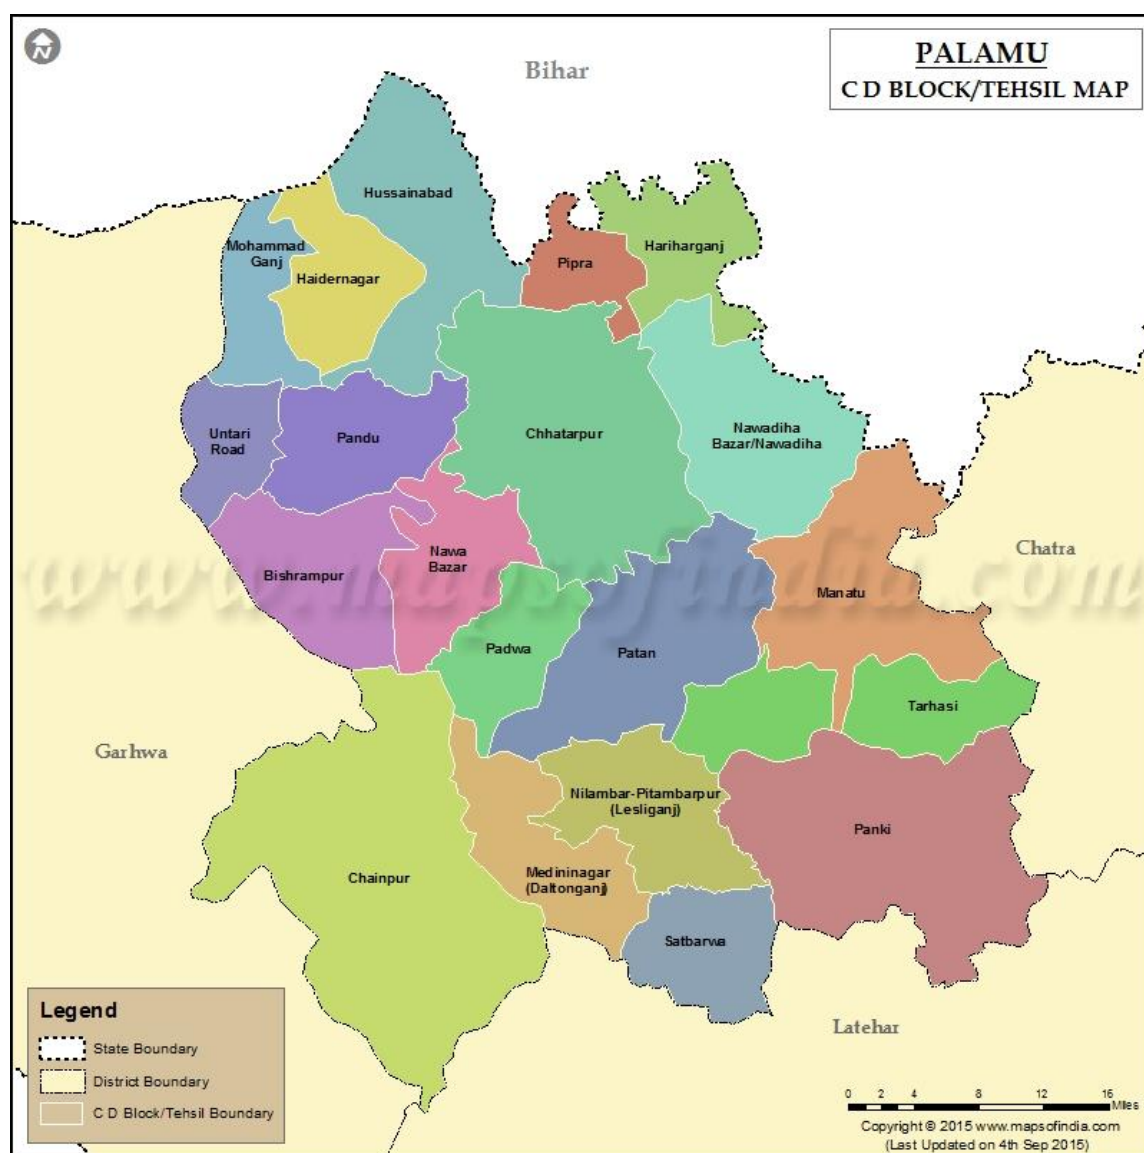 N
Bihar
PALAMU
C D BLOCK/TEHSIL MAP
Hussainabad
Mohammad
Ganj
Haidernagar
Pipra
Hariharganj
Untari
Road
Pandu
Chhatarpur
Nawadiha
Bazar/Nawadiha
www.mapsofindia.com
Chatra
Bishrampur
Nawa
Bazar
Manatu
Padwa
Patan
Tarhasi
Garhwa
Nilambar-Pitambarpur
(Lesliganj)
Panki
Chainpur
Medininagar
(Daltonganj)
Satbarwa
Latehar
Legend
State Boundary
District Boundary
C D Block/Tehsil Boundary
0 2 4 8 12 16
Miles
Copyright © 2015 www.mapsofindia.com
(Last Updated on 4th Sep 2015)